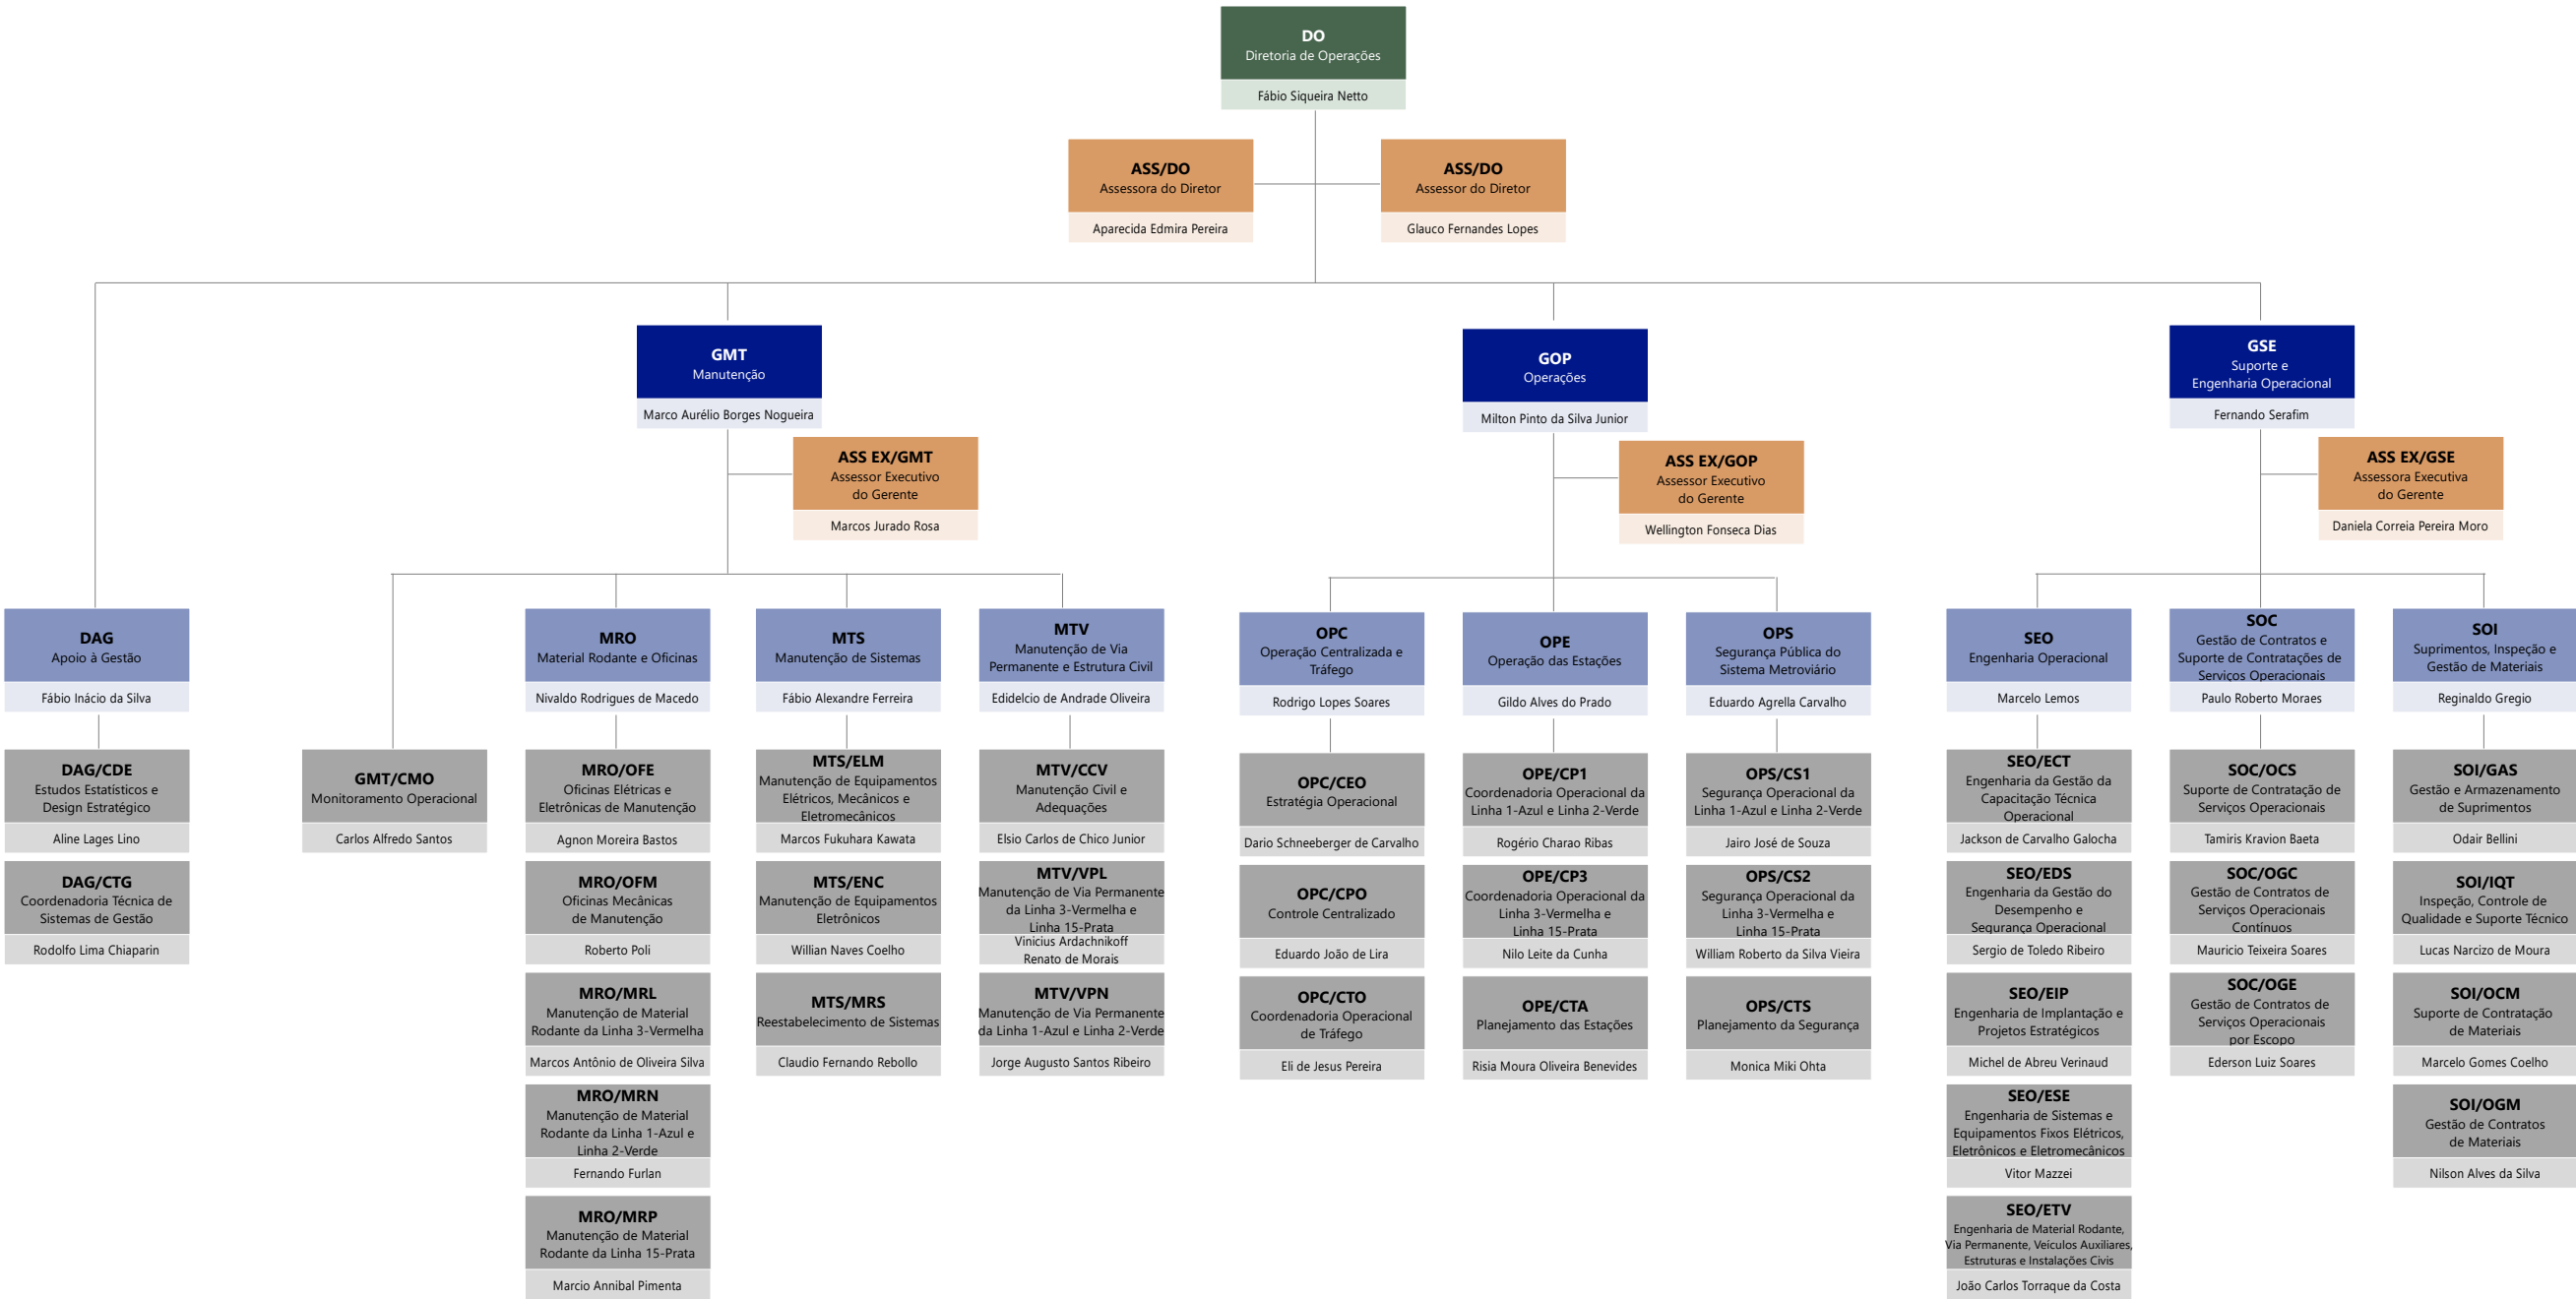 DO
Diretoria de Operações
Fábio Siqueira Netto
ASS/DO
Assessora do Diretor
Aparecida Edmira Pereira
ASS/DO
Assessor do Diretor
Glauco Fernandes Lopes
GMT
Manutenção
Marco Aurélio Borges Nogueira
ASS EX/GMT
Assessor Executivo
do Gerente
Marcos Jurado Rosa
GOP
Operações
Milton Pinto da Silva Junior
ASS EX/GOP
Assessor Executivo
do Gerente
Wellington Fonseca Dias
GSE
Suporte e
Engenharia Operacional
Fernando Serafim
ASS EX/GSE
Assessora Executiva
do Gerente
Daniela Correia Pereira Moro
DAG
Apoio à Gestão
Fábio Inácio da Silva
DAG/CDE
Estudos Estatísticos e
Design Estratégico
Aline Lages Lino
DAG/CTG
Coordenadoria Técnica de
Sistemas de Gestão
Rodolfo Lima Chiaparin
GMT/CMO
Monitoramento Operacional
Carlos Alfredo Santos
MRO
Material Rodante e Oficinas
Nivaldo Rodrigues de Macedo
MRO/OFE
Oficinas Elétricas e
Eletrônicas de Manutenção
Agnon Moreira Bastos
MRO/OFM
Oficinas Mecânicas
de Manutenção
Roberto Poli
MRO/MRL
Manutenção de Material
Rodante da Linha 3-Vermelha
Marcos Antônio de Oliveira Silva
MRO/MRN
Manutenção de Material
Rodante da Linha 1-Azul e
Linha 2-Verde
Fernando Furlan
MRO/MRP
Manutenção de Material
Rodante da Linha 15-Prata
Marcio Annibal Pimenta
MTS
Manutenção de Sistemas
Fábio Alexandre Ferreira
MTS/ELM
Manutenção de Equipamentos
Elétricos, Mecânicos e
Eletromecânicos
Marcos Fukuhara Kawata
MTS/ENC
Manutenção de Equipamentos
Eletrônicos
Willian Naves Coelho
MTS/MRS
Reestabelecimento de Sistemas
Claudio Fernando Rebollo
MTV
Manutenção de Via
Permanente e Estrutura Civil
Edidelcio de Andrade Oliveira
MTV/CCV
Manutenção Civil e
Adequações
Elsio Carlos de Chico Junior
MTV/VPL
Manutenção de Via Permanente
da Linha 3-Vermelha e
Linha 15-Prata
Vinicius Ardachnikoff
Renato de Morais
MTV/VPN
Manutenção de Via Permanente
da Linha 1-Azul e Linha 2-Verde
Jorge Augusto Santos Ribeiro
OPC
Operação Centralizada e
Tráfego
Rodrigo Lopes Soares
OPC/CEO
Estratégia Operacional
Dario Schneeberger de Carvalho
OPC/CPO
Controle Centralizado
Eduardo João de Lira
OPC/CTO
Coordenadoria Operacional
de Tráfego
Eli de Jesus Pereira
OPE
Operação das Estações
Gildo Alves do Prado
OPE/CP1
Coordenadoria Operacional da
Linha 1-Azul e Linha 2-Verde
Rogério Charao Ribas
OPE/CP3
Coordenadoria Operacional da
Linha 3-Vermelha e
Linha 15-Prata
Nilo Leite da Cunha
OPE/CTA
Planejamento das Estações
Risia Moura Oliveira Benevides
OPS
Segurança Pública do
Sistema Metroviário
Eduardo Agrella Carvalho
OPS/CS1
Segurança Operacional da
Linha 1-Azul e Linha 2-Verde
Jairo José de Souza
OPS/CS2
Segurança Operacional da
Linha 3-Vermelha e
Linha 15-Prata
William Roberto da Silva Vieira
OPS/CTS
Planejamento da Segurança
Monica Miki Ohta
SEO
Engenharia Operacional
Marcelo Lemos
SEO/ECT
Engenharia da Gestão da
Capacitação Técnica
Operacional
Jackson de Carvalho Galocha
SEO/EDS
Engenharia da Gestão do
Desempenho e
Segurança Operacional
Sergio de Toledo Ribeiro
SEO/EIP
Engenharia de Implantação e
Projetos Estratégicos
Michel de Abreu Verinaud
SEO/ESE
Engenharia de Sistemas e
Equipamentos Fixos Elétricos,
Eletrônicos e Eletromecânicos
Vitor Mazzei
SEO/ETV
Engenharia de Material Rodante,
Via Permanente, Veículos Auxiliares,
Estruturas e Instalações Civis
João Carlos Torraque da Costa
SOC
Gestão de Contratos e
Suporte de Contratações de
Serviços Operacionais
Paulo Roberto Moraes
SOC/OCS
Suporte de Contratação de
Serviços Operacionais
Tamiris Kravion Baeta
SOC/OGC
Gestão de Contratos de
Serviços Operacionais
Contínuos
Mauricio Teixeira Soares
SOC/OGE
Gestão de Contratos de
Serviços Operacionais
por Escopo
Ederson Luiz Soares
SOI
Suprimentos, Inspeção e
Gestão de Materiais
Reginaldo Gregio
SOI/GAS
Gestão e Armazenamento
de Suprimentos
Odair Bellini
SOI/IQT
Inspeção, Controle de
Qualidade e Suporte Técnico
Lucas Narcizo de Moura
SOI/OCM
Suporte de Contratação
de Materiais
Marcelo Gomes Coelho
SOI/OGM
Gestão de Contratos
de Materiais
Nilson Alves da Silva